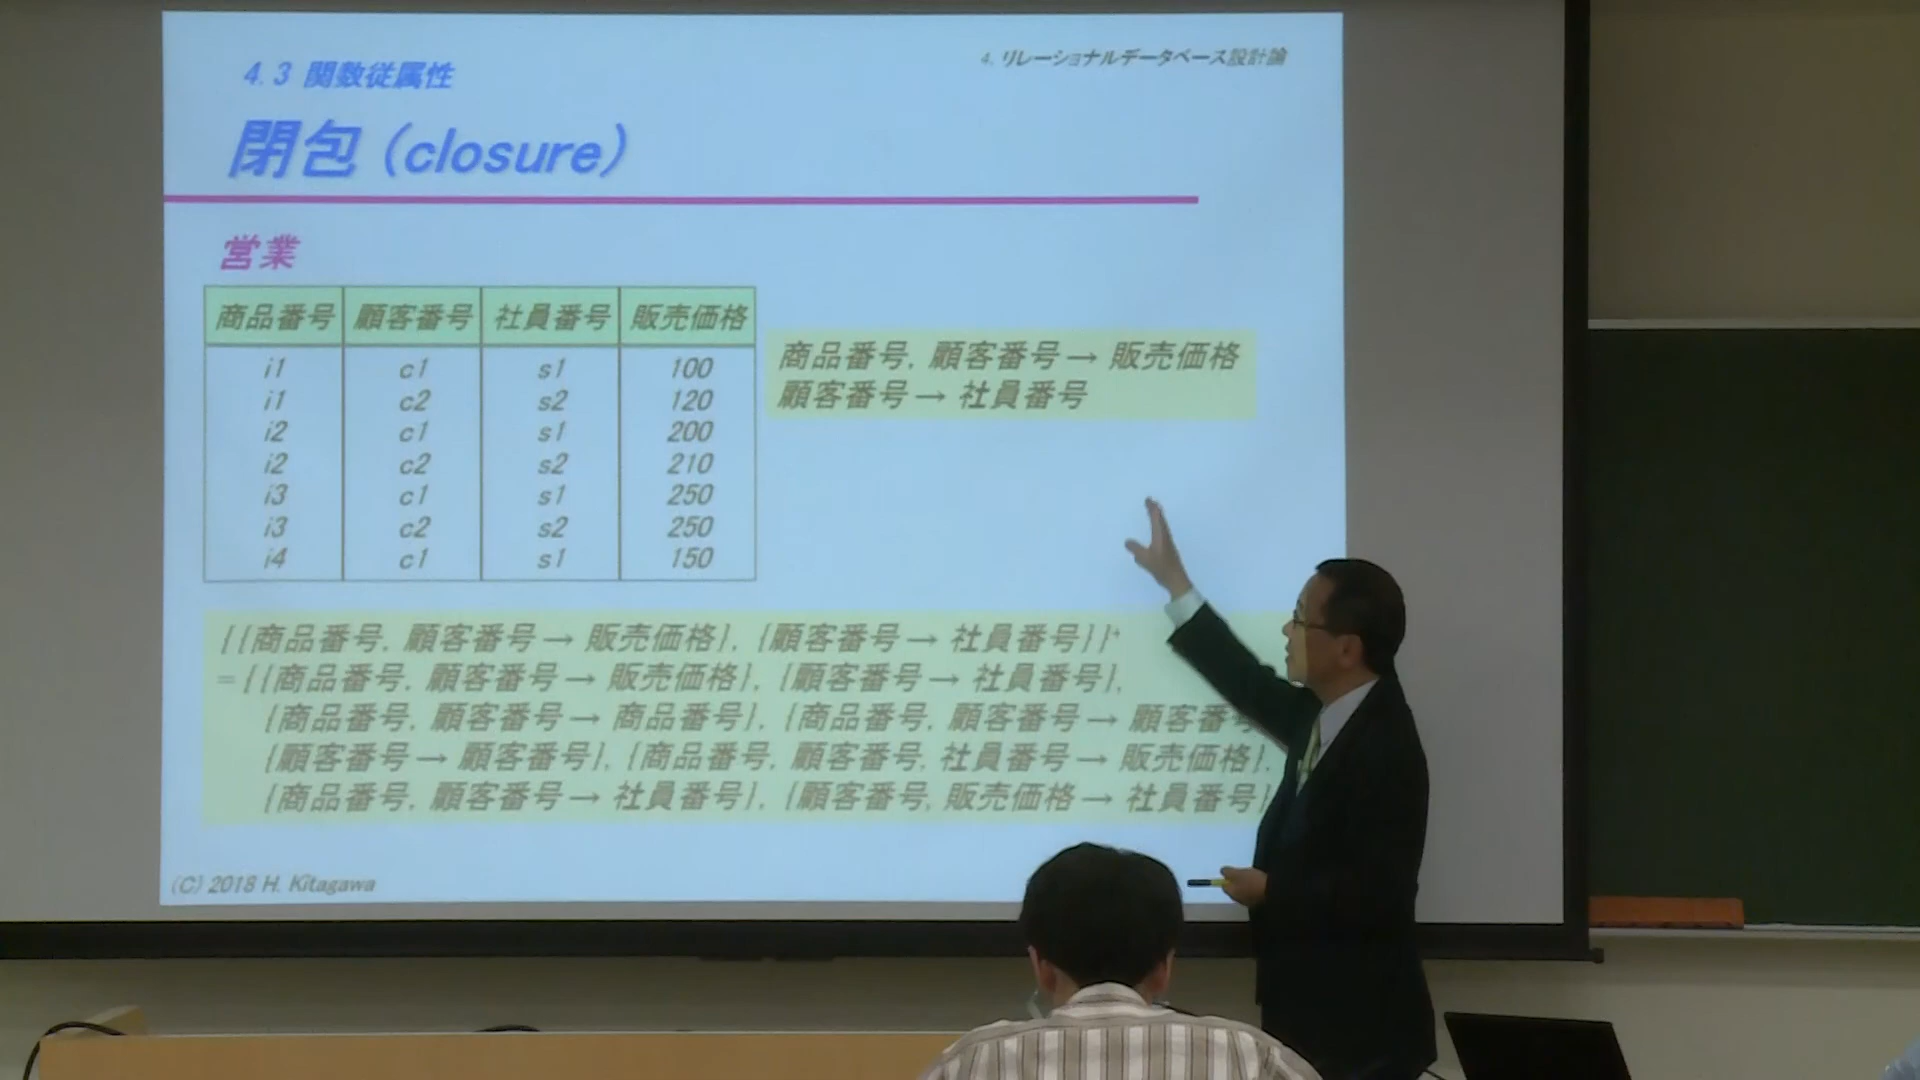 4.3 関数従属性
4. リレーショナルデータベース設計論
閉包 (closure)
営業
商品番号 顧客番号 社員番号 販売価格
i1 c1 s1 100
i1 c2 s2 120
i2 c1 s1 200
i2 c2 s2 210
i3 c1 s1 250
i3 c2 s2 250
i4 c1 s1 150
商品番号, 顧客番号 → 販売価格
顧客番号 → 社員番号
{{商品番号, 顧客番号 → 販売価格}, {顧客番号 → 社員番号}}+
={{商品番号, 顧客番号 → 販売価格}, {顧客番号 → 社員番号},
{商品番号, 顧客番号 → 商品番号}, {商品番号, 顧客番号 → 顧客番号
{顧客番号 → 顧客番号}, {商品番号, 顧客番号, 社員番号 → 販売価格},
{商品番号, 顧客番号 → 社員番号}, {顧客番号, 販売価格 → 社員番号}
(C) 2018 H. Kitagawa